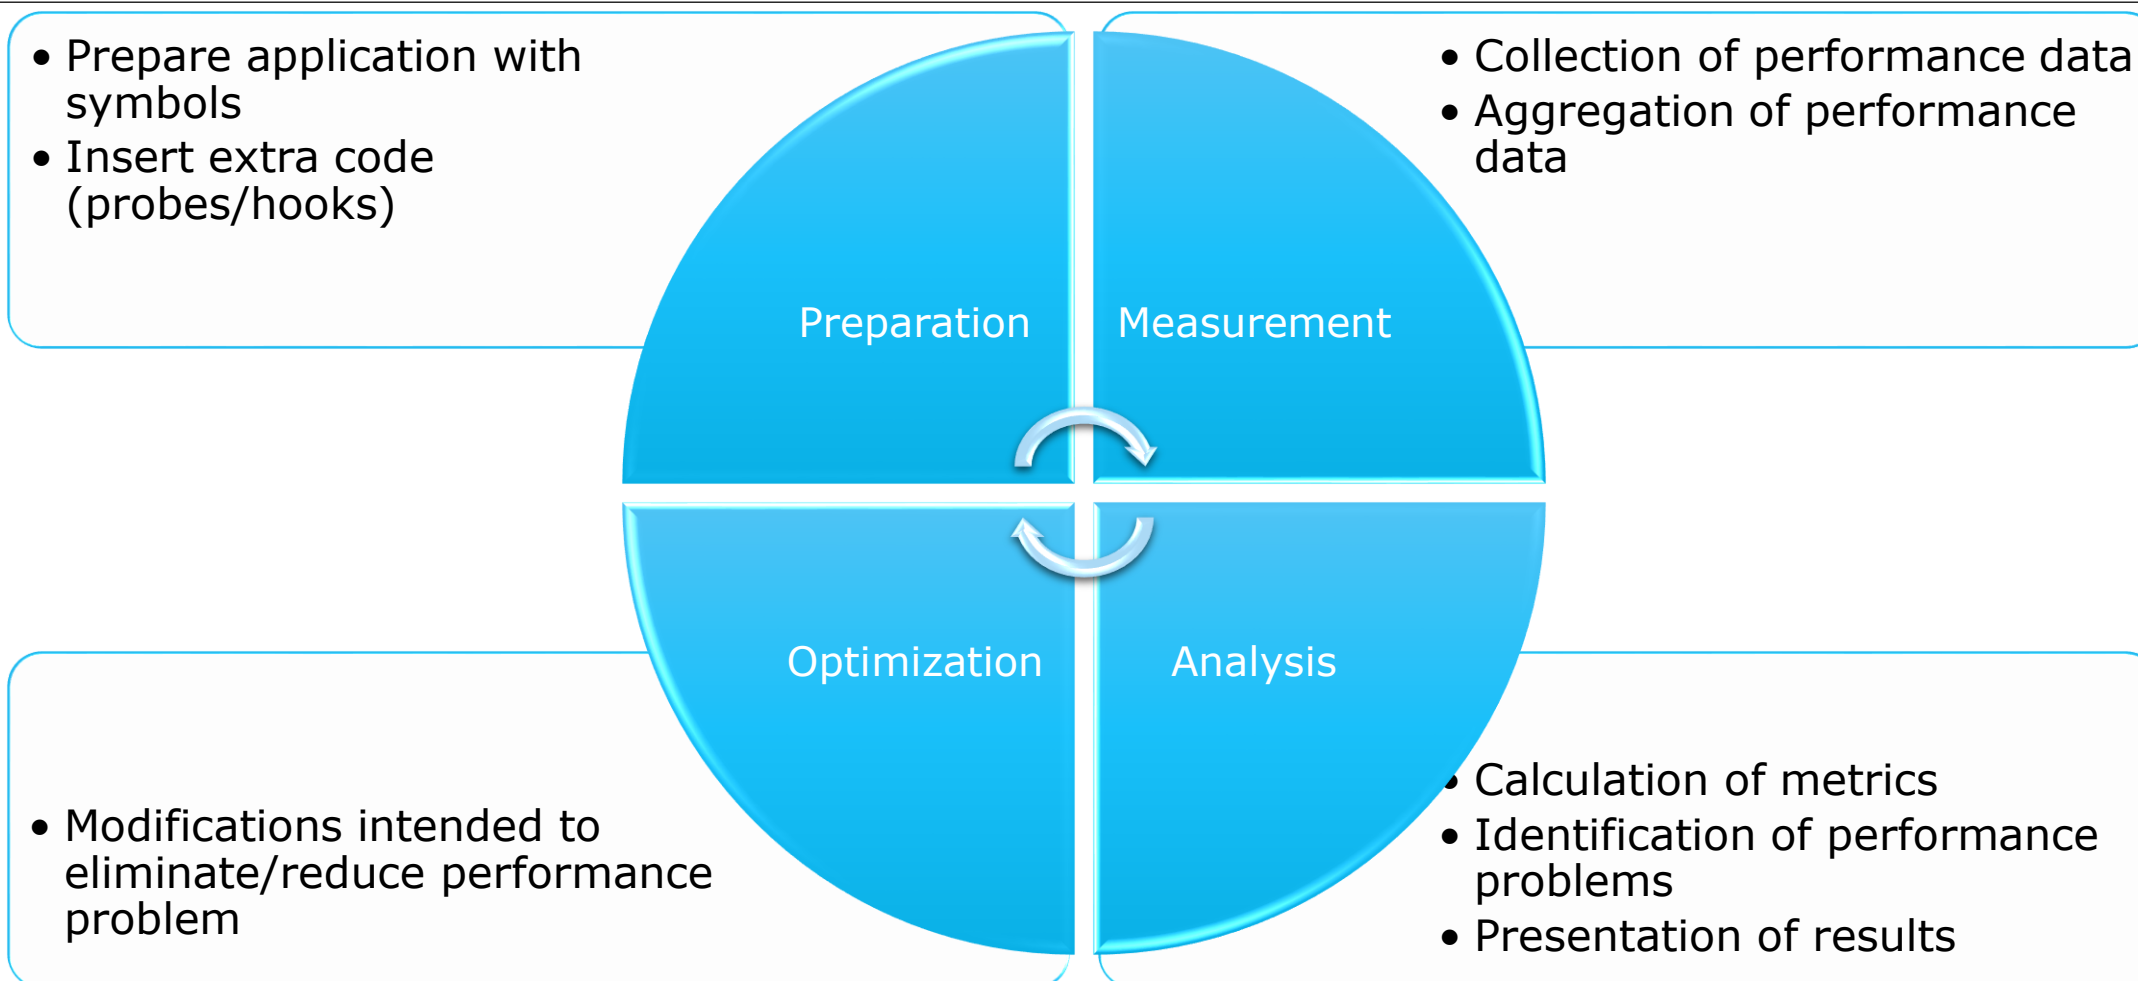 • Prepare application with
symbols
• Insert extra code
(probes/hooks)
• Collection of performance data
• Aggregation of performance
data
Preparation
Measurement
Optimization
Analysis
• Modifications intended to
eliminate/reduce performance
problem
• Calculation of metrics
• Identification of performance
problems
• Presentation of results